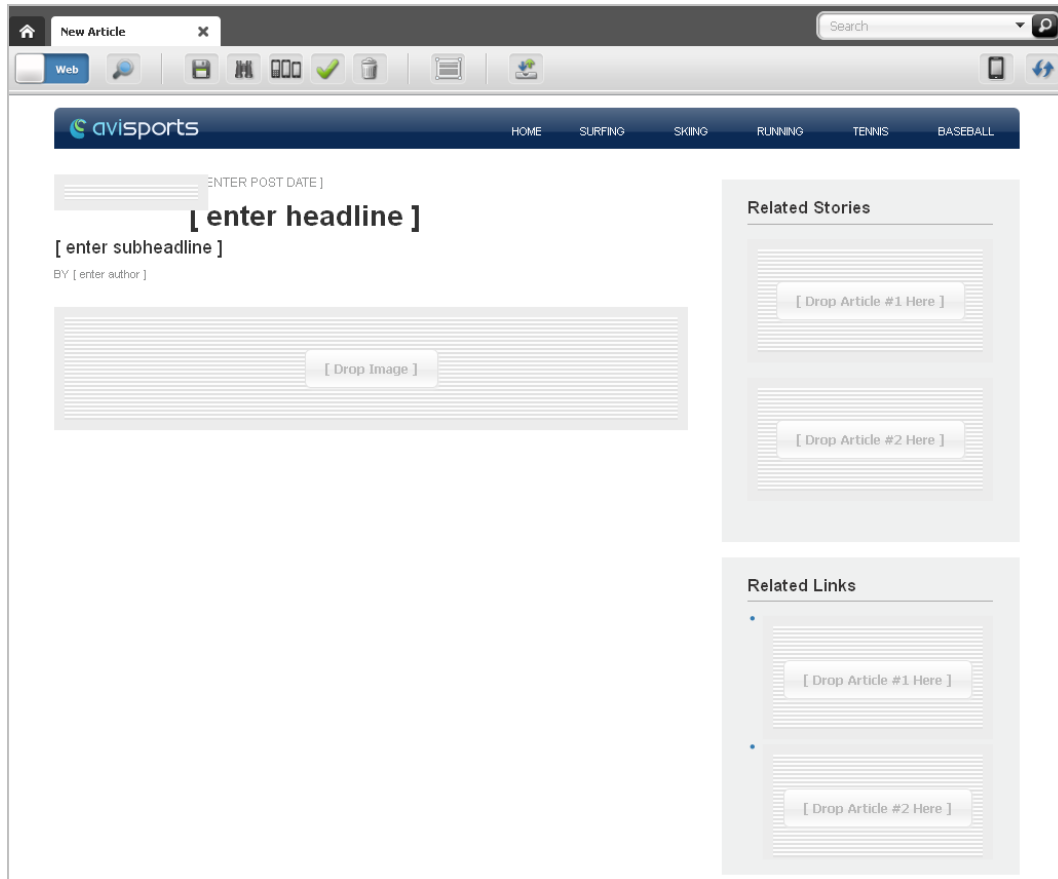 New Article
Search
Web
avisports
HOME SURFING SKIING RUNNING TENNIS BASEBALL
ENTER POST DATE ]
[ enter headline ]
[ enter subheadline ]
BY [ enter author ]
[ Drop Image ]
Related Stories
[ Drop Article #1 Here ]
[ Drop Article #2 Here ]
Related Links
[ Drop Article #1 Here ]
[ Drop Article #2 Here ]